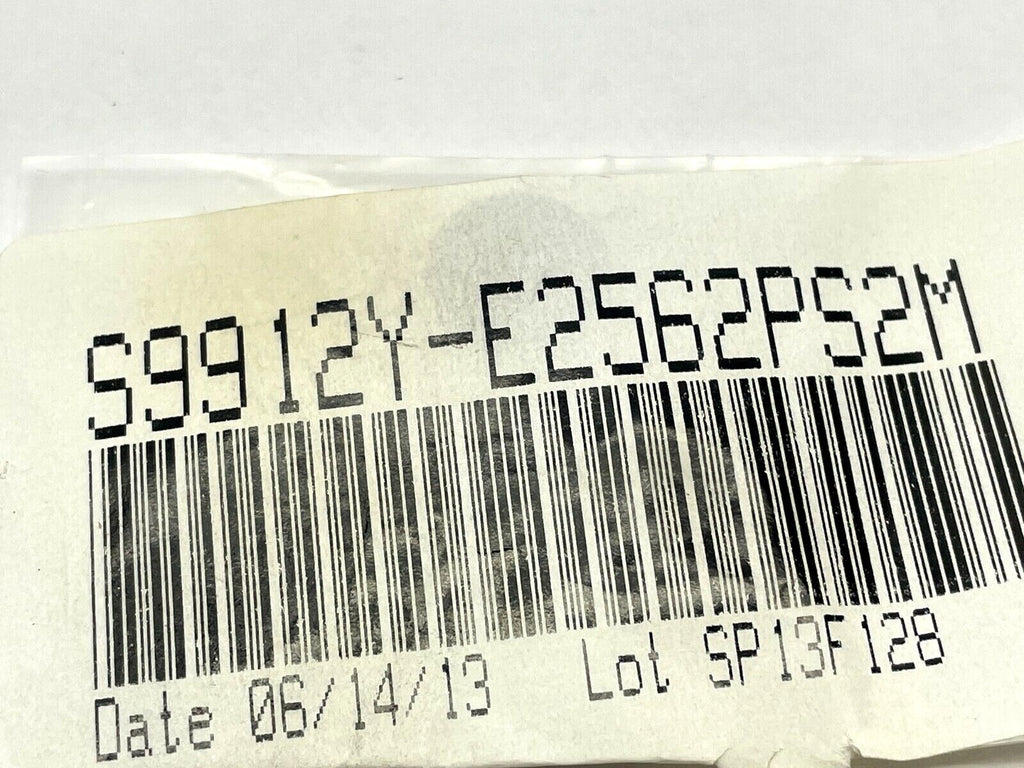 S9912Y-E2562PS2M
Date 06/14/13 Lot SP13F128